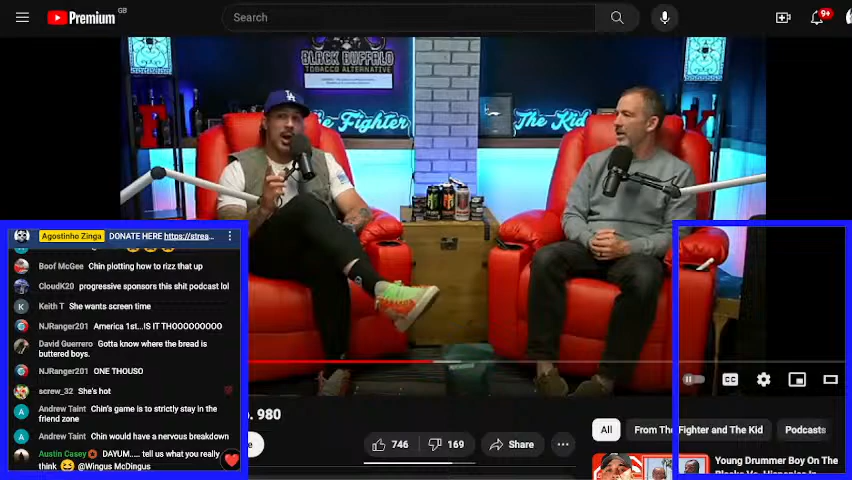 Premium GB
Search
9+
BLACK BUFFALO
TOBACCO ALTERNATIVE
The Fighter
The Kid
Agostinho Zinga DONATE HERE https://strea...
Boof McGee Chin plotting how to rizz that up
CloudK20 progressive sponsors this shit podcast lol
Keith T She wants screen time
NJRanger201 America 1st...IS IT THOOOOOOOOO
David Guerrero Gotta know where the bread is
buttered boys.
NJRanger201 ONE THOUSO
screw_32 She's hot
Andrew Taint Chin's game is to strictly stay in the
friend zone
Andrew Taint Chin would have a nervous breakdown
Austin Casey DAYUM..... tell us what you really
think @Wingus McDingus
CC
980
746
169
Share
All
From The Fighter and The Kid
Podcasts
Young Drummer Boy On The